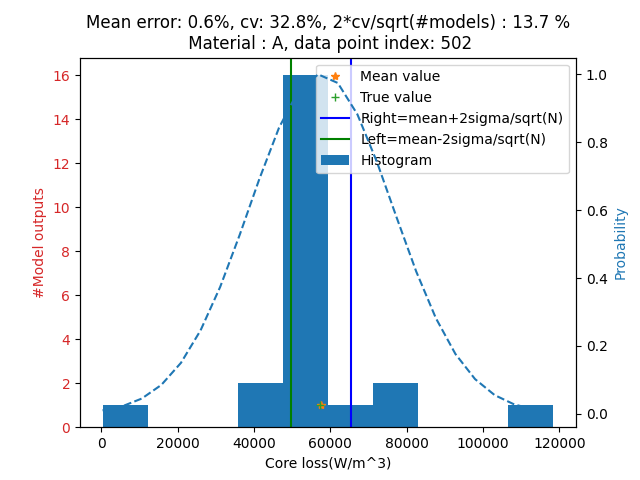 Mean error: 0.6%, cv: 32.8%, 2*cv/sqrt(#models) : 13.7 %
Material : A, data point index: 502
Mean value
True value
Right=mean+2sigma/sqrt(N)
Left=mean-2sigma/sqrt(N)
Histogram
#Model outputs
16
14
12
10
8
6
4
2
0
1.0
0.8
0.6
0.4
0.2
0.0
Probability
0 20000 40000 60000 80000 100000 120000
Core loss(W/m^3)